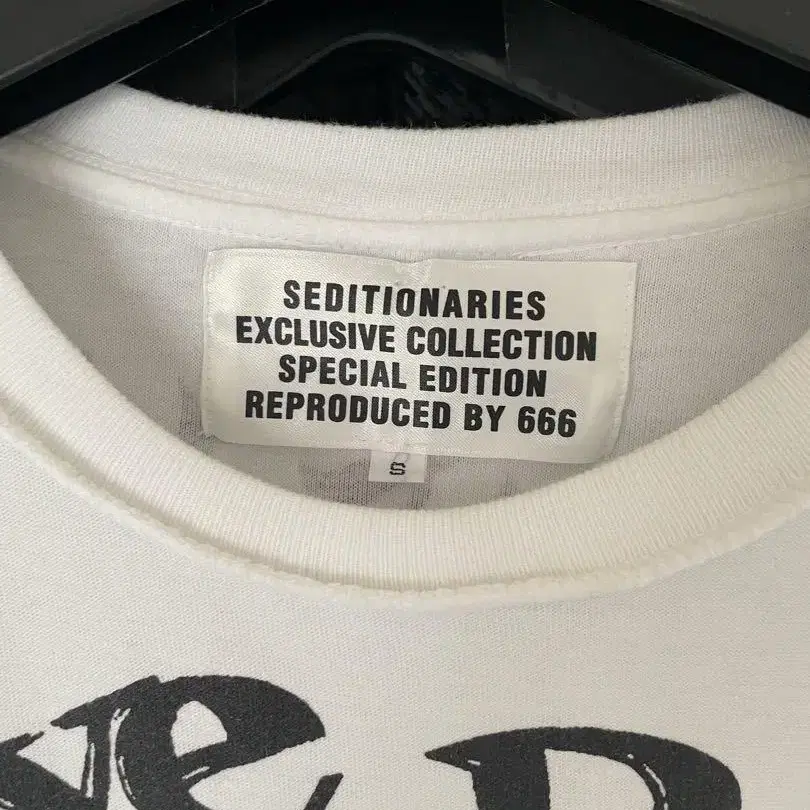 SEDITIONARIES
EXCLUSIVE COLLECTION
SPECIAL EDITION
REPRODUCED BY 666
S